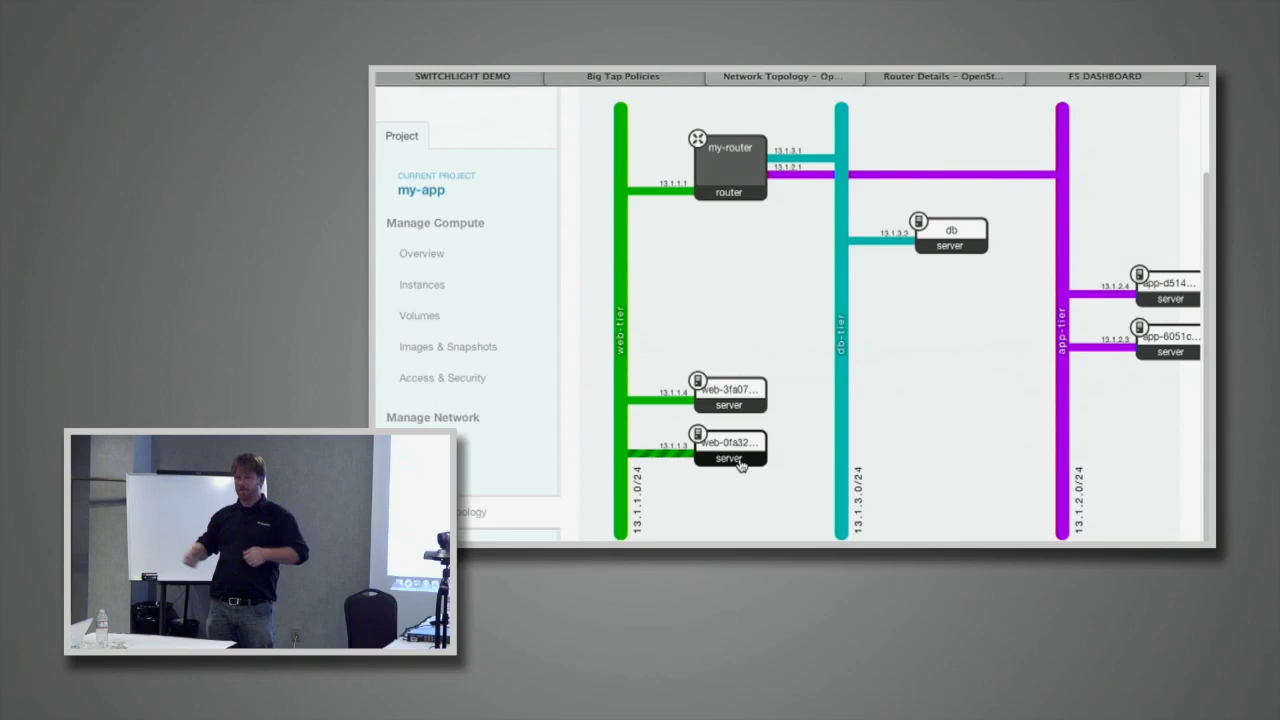 SWITCHLIGHT DEMO
Big Tap Policies
Network Topology – Op...
Router Details – OpenSt...
F5 DASHBOARD
+
Project
CURRENT PROJECT
my-app
Manage Compute
Overview
Instances
Volumes
Images & Snapshots
Access & Security
Manage Network
ology
my-router
router
13.1.3.1
13.1.2.1
13.1.1.1
db
server
13.1.3.3
app-d514...
server
13.1.2.4
app-6051c...
server
13.1.2.3
web-tier
db-tier
app-tier
web-3fa07...
server
13.1.1.4
web-0fa32...
server
13.1.1.3
13.1.1.0/24
13.1.3.0/24
13.1.2.0/24